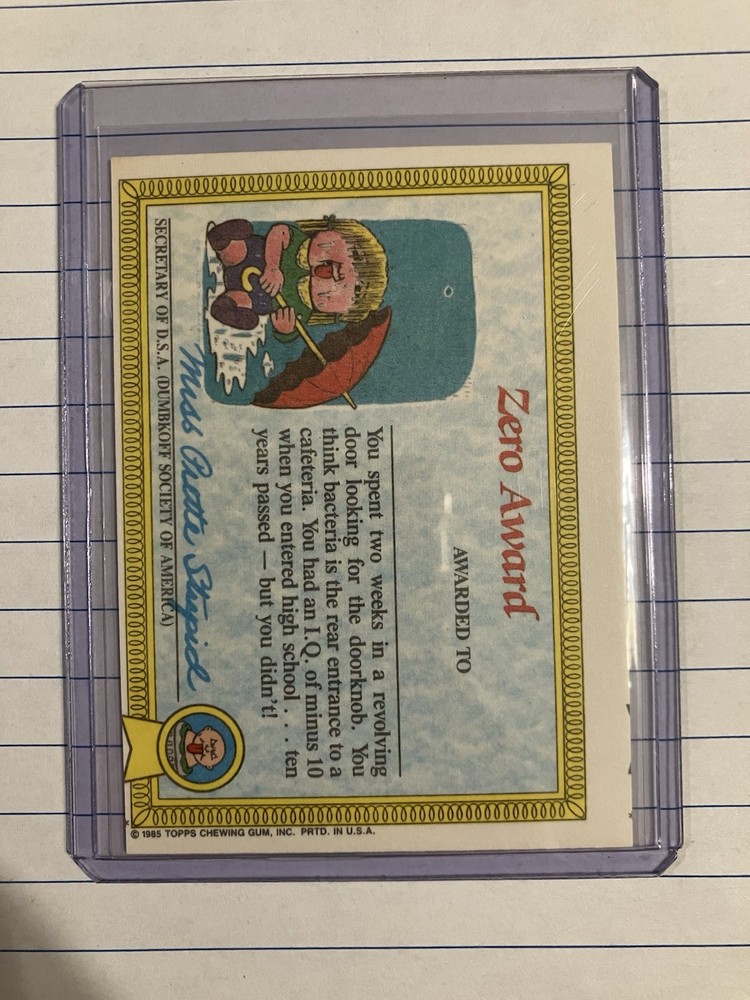 Zero Award
AWARDED TO
You spent two weeks in a revolving
door looking for the doorknob. You
think bacteria is the rear entrance to a
cafeteria. You had an I.Q. of minus 10
when you entered high school . . . ten
years passed — but you didn't!
Miss Quette Stupid
SECRETARY OF D.S.A. (DUMBKOFF SOCIETY OF AMERICA)
© 1985 TOPPS CHEWING GUM, INC. PRTD. IN U.S.A.